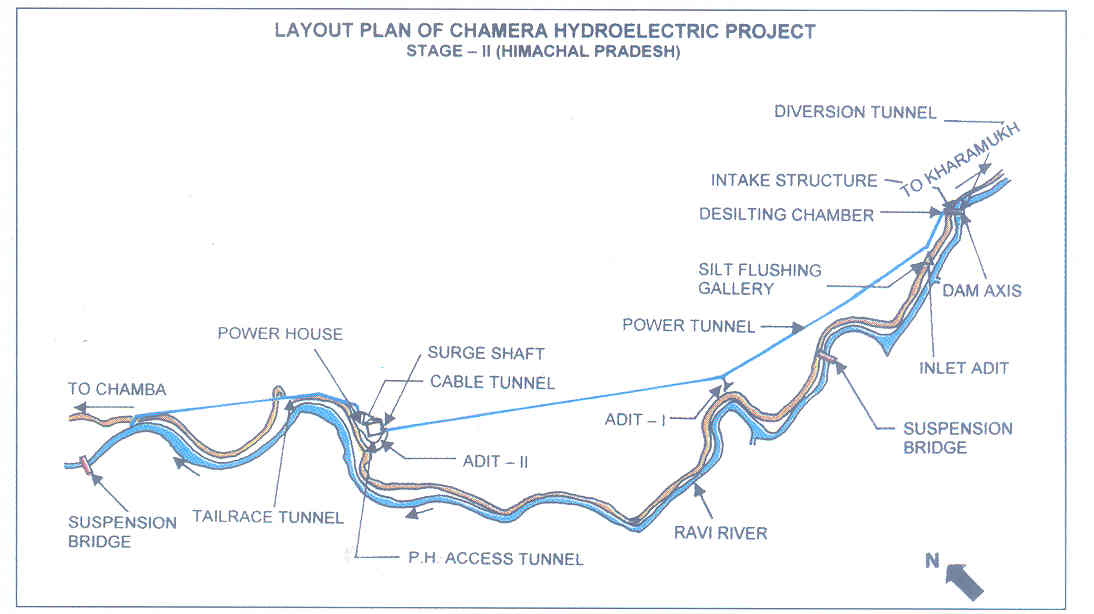 LAYOUT PLAN OF CHAMERA HYDROELECTRIC PROJECT
STAGE – II (HIMACHAL PRADESH)
DIVERSION TUNNEL
TO KHARAMUKH
INTAKE STRUCTURE
DESILTING CHAMBER
SILT FLUSHING
GALLERY
DAM AXIS
POWER TUNNEL
POWER HOUSE
SURGE SHAFT
CABLE TUNNEL
INLET ADIT
TO CHAMBA
ADIT – I
SUSPENSION
BRIDGE
ADIT – II
SUSPENSION
BRIDGE
TAILRACE TUNNEL
RAVI RIVER
P.H. ACCESS TUNNEL
N